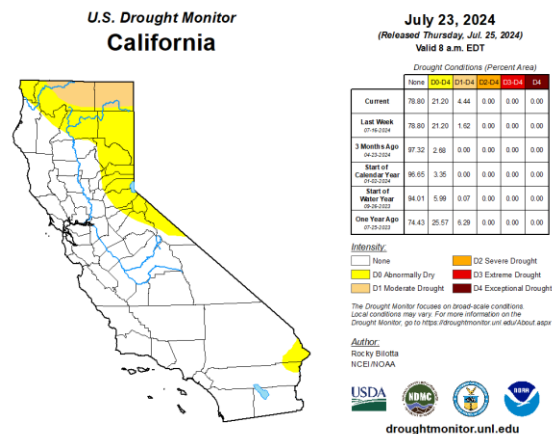 U.S. Drought Monitor
California
July 23, 2024
(Released Thursday, Jul. 25, 2024)
Valid 8 a.m. EDT
Drought Conditions (Percent Area)
None D0-D4 D1-D4 D2-D4 D3-D4 D4
Current 78.80 21.20 4.44 0.00 0.00 0.00
Last Week
07-16-2024 78.80 21.20 1.62 0.00 0.00 0.00
3 Months Ago
04-23-2024 97.32 2.68 0.00 0.00 0.00 0.00
Start of
Calendar Year
01-02-2024 96.65 3.35 0.00 0.00 0.00 0.00
Start of
Water Year
09-26-2023 94.01 5.99 0.07 0.00 0.00 0.00
One Year Ago
07-25-2023 74.43 25.57 6.29 0.00 0.00 0.00
Intensity:
None
D0 Abnormally Dry
D1 Moderate Drought
D2 Severe Drought
D3 Extreme Drought
D4 Exceptional Drought
The Drought Monitor focuses on broad-scale conditions.
Local conditions may vary. For more information on the
Drought Monitor, go to https://droughtmonitor.unl.edu/About.aspx
Author:
Rocky Bilotta
NCEI/NOAA
USDA
NDMC
NOAA
droughtmonitor.unl.edu